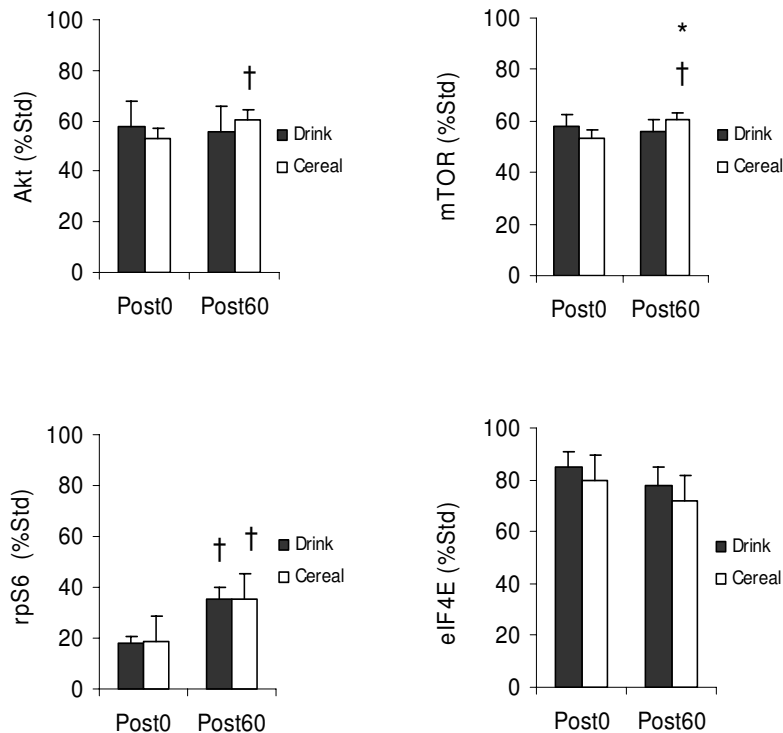 100
80
60
40
20
0
Akt (%Std)
†
Drink
Cereal
Post0 Post60
100
80
60
40
20
0
mTOR (%Std)
*
†
Drink
Cereal
Post0 Post60
100
80
60
40
20
0
rpS6 (%Std)
† †
Drink
Cereal
Post0 Post60
100
80
60
40
20
0
eIF4E (%Std)
Drink
Cereal
Post0 Post60